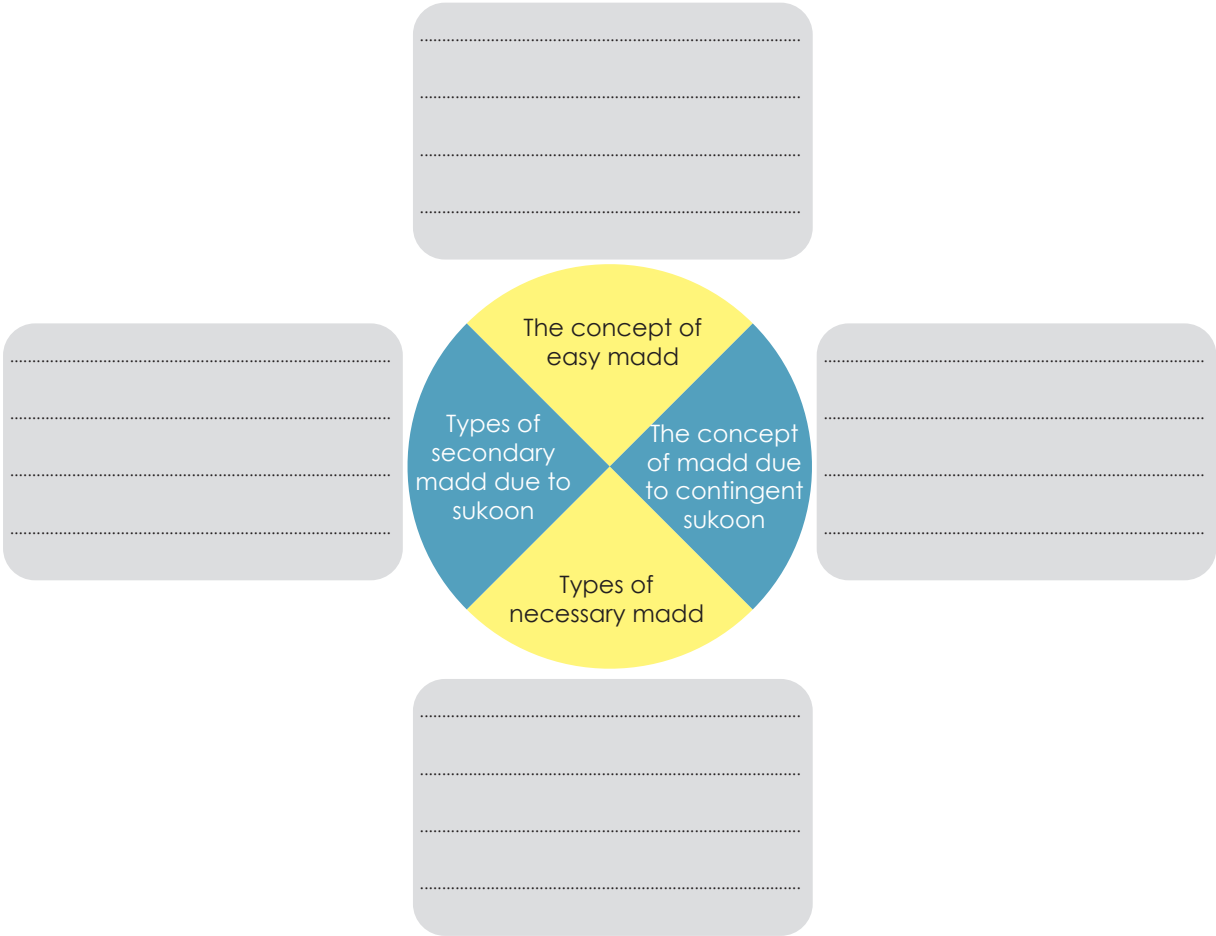 The concept of
easy madd
Types of
secondary
madd due to
sukoon
The concept
of madd due
to contingent
sukoon
Types of
necessary madd